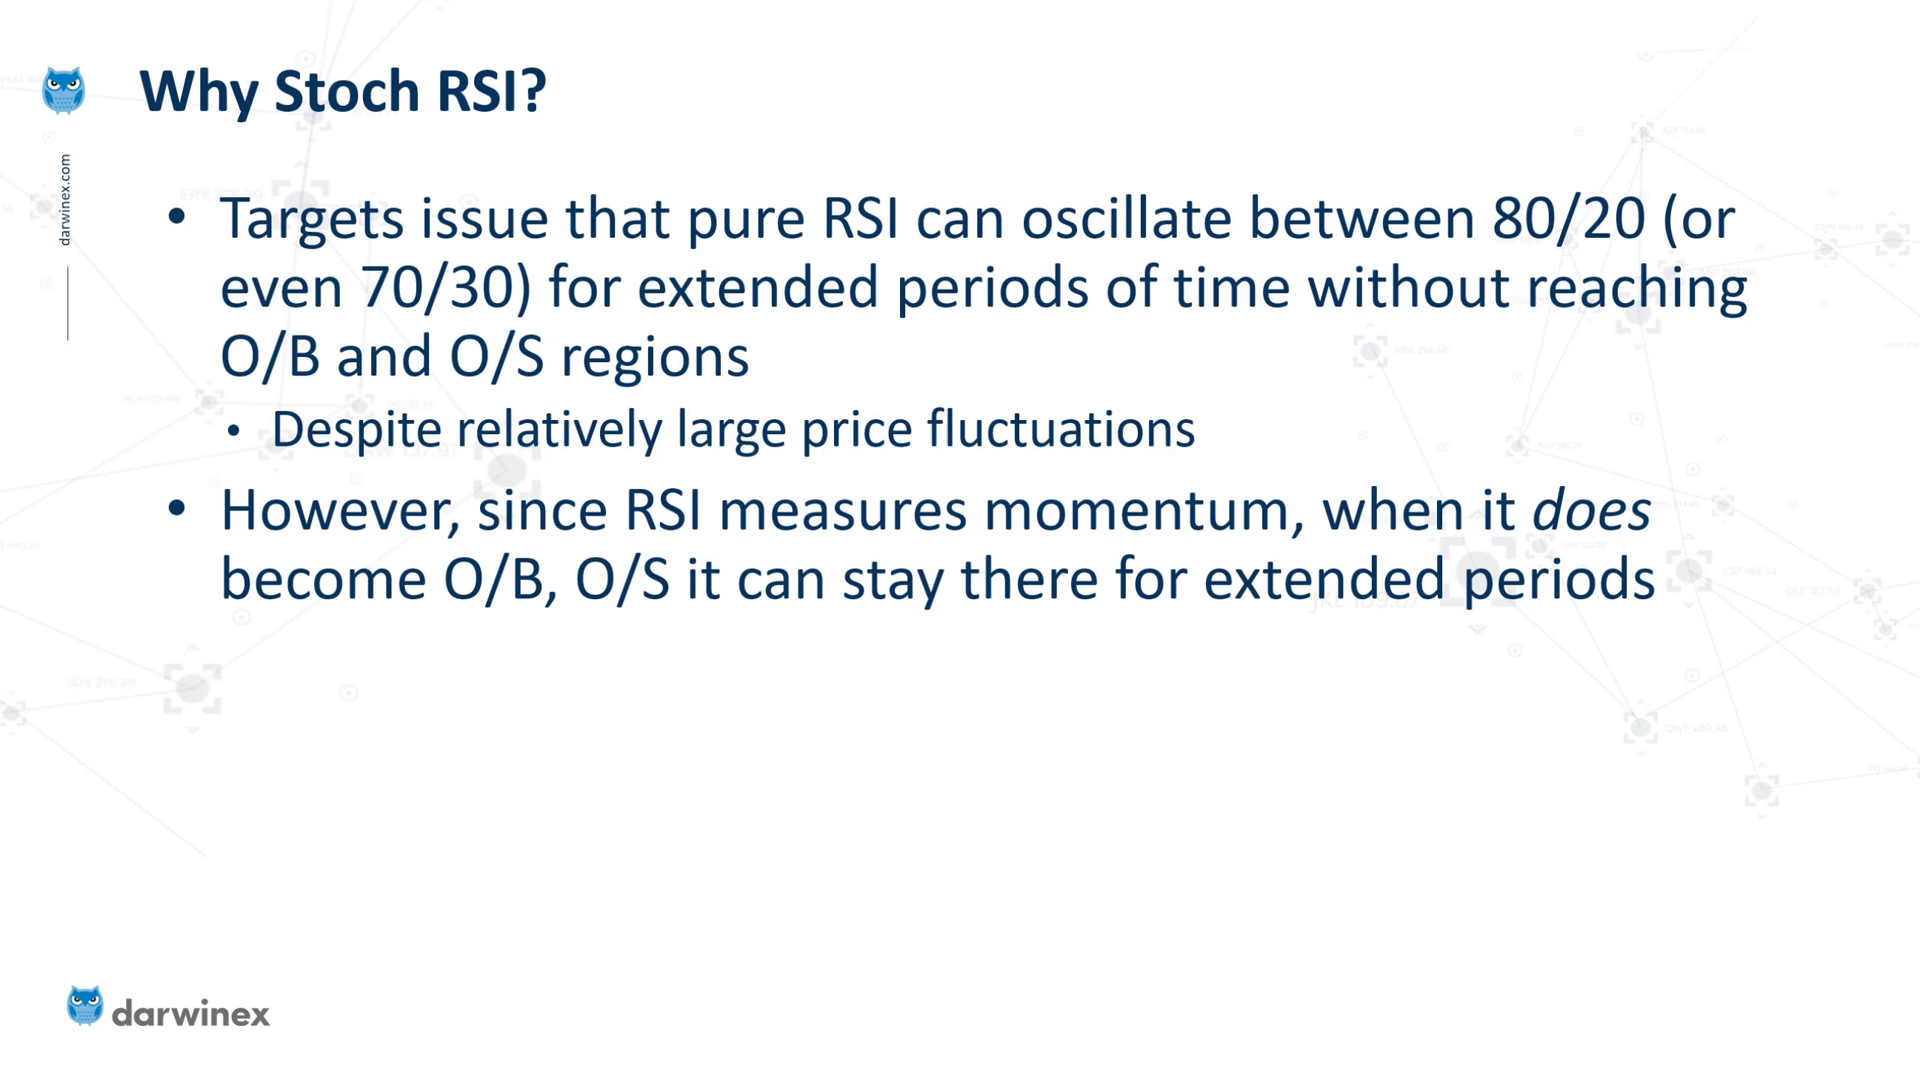 Why Stoch RSI?
darwinex.com
• Targets issue that pure RSI can oscillate between 80/20 (or
even 70/30) for extended periods of time without reaching
O/B and O/S regions
• Despite relatively large price fluctuations
• However, since RSI measures momentum, when it does
become O/B, O/S it can stay there for extended periods
darwinex